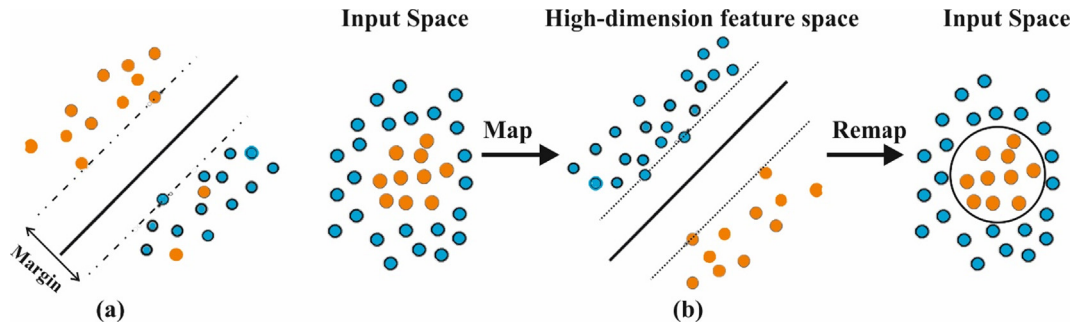 Input Space
High-dimension feature space
Input Space
Map
Remap
Margin
(a)
(b)